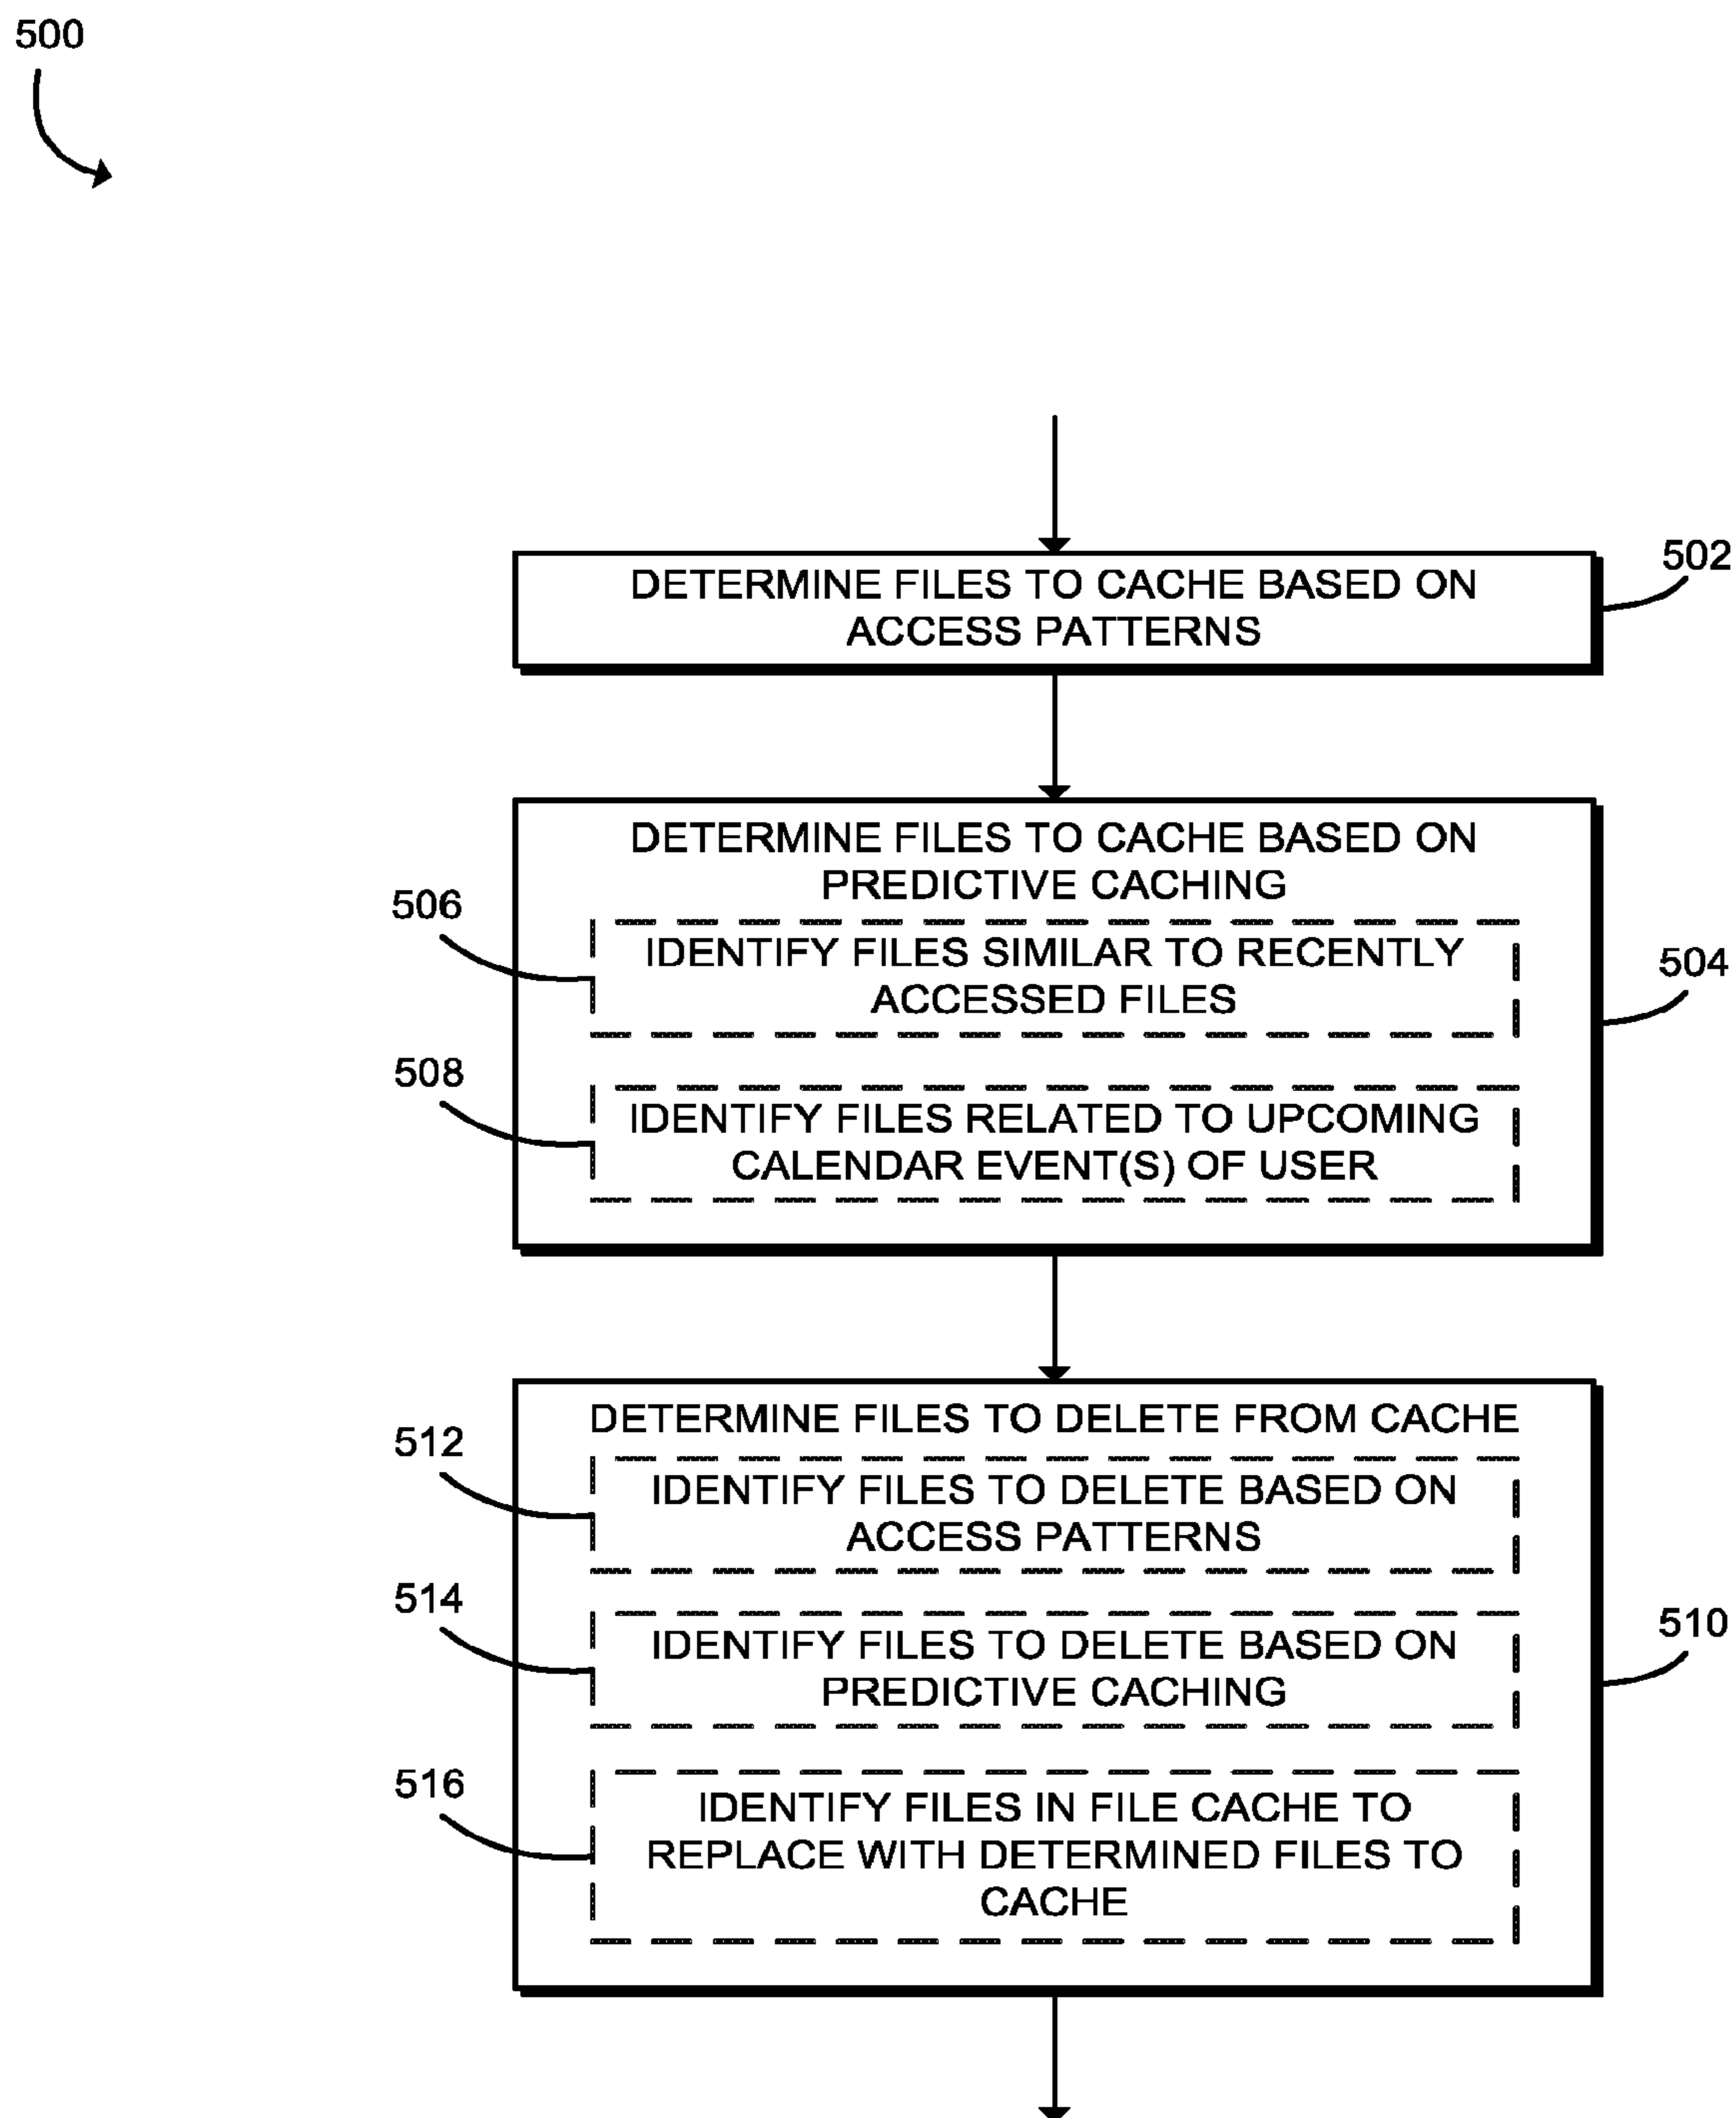 500
DETERMINE FILES TO CACHE BASED ON
ACCESS PATTERNS
502
DETERMINE FILES TO CACHE BASED ON
PREDICTIVE CACHING
506
IDENTIFY FILES SIMILAR TO RECENTLY
ACCESSED FILES
504
508
IDENTIFY FILES RELATED TO UPCOMING
CALENDAR EVENT(S) OF USER
DETERMINE FILES TO DELETE FROM CACHE
512
IDENTIFY FILES TO DELETE BASED ON
ACCESS PATTERNS
514
IDENTIFY FILES TO DELETE BASED ON
PREDICTIVE CACHING
510
516
IDENTIFY FILES IN FILE CACHE TO
REPLACE WITH DETERMINED FILES TO
CACHE